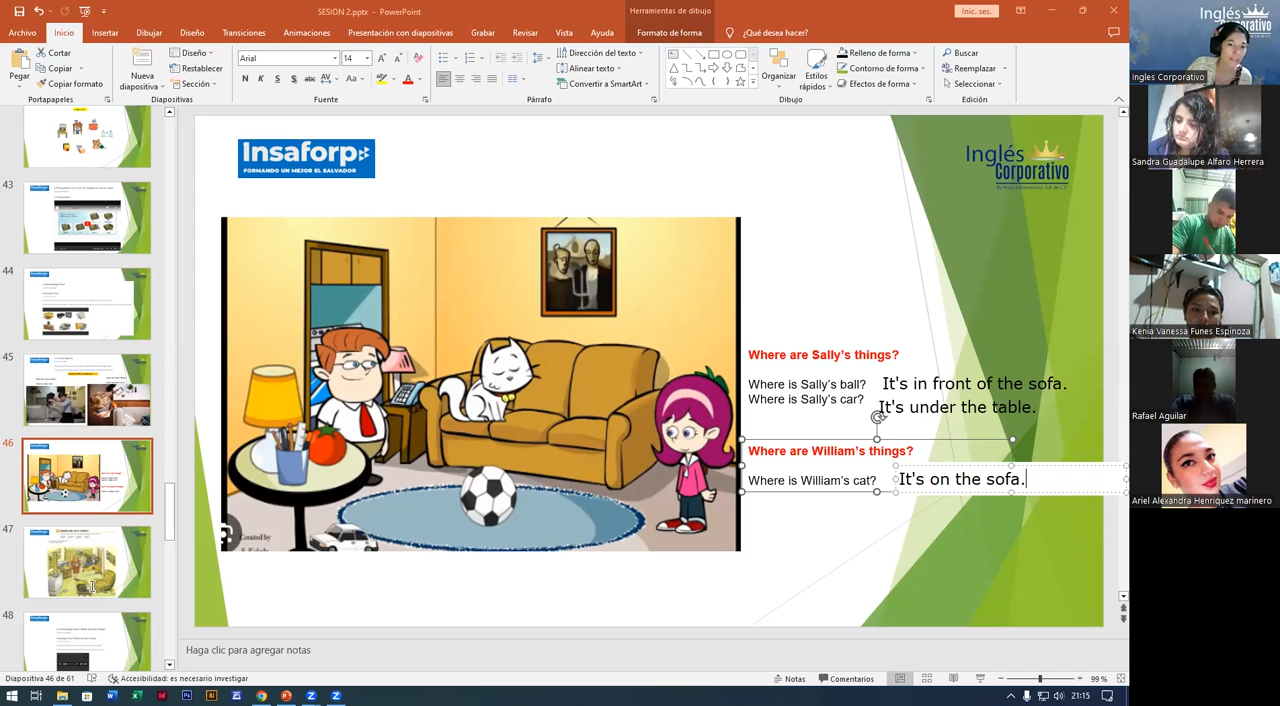 SESION 2.pptx - PowerPoint
Herramientas de dibujo
Inic. ses.
Archivo Inicio Insertar Dibujar Diseño Transiciones Animaciones Presentación con diapositivas Grabar Revisar Vista Ayuda Formato de forma ¿Qué desea hacer?
Pegar
Cortar
Copiar
Copiar formato
Portapapeles
Nueva diapositiva
Diseño
Restablecer
Sección
Diapositivas
Arial 14
N K S S abc AV Aa A
Fuente
Dirección del texto
Alinear texto
Convertir a SmartArt
Párrafo
Organizar
Estilos rápidos
Relleno de forma
Contorno de forma
Efectos de forma
Dibujo
Buscar
Reemplazar
Seleccionar
Edición
43
44
45
46
47
48
Insaforp
FORMANDO UN MEJOR EL SALVADOR
Inglés
Corporativo
Where are Sally's things?
Where is Sally's ball? It's in front of the sofa.
Where is Sally's car? It's under the table.
Where are William's things?
Where is William's cat? It's on the sofa.
Created by
Haga clic para agregar notas
Diapositiva 46 de 61
Accesibilidad: es necesario investigar
Notas
Comentarios
99 %
21:15
Inglés
Corporativo
Ingles Corporativo
Sandra Guadalupe Alfaro Herrera
Kenia Vanessa Funes Espinoza
Rafael Aguilar
Ariel Alexandra Henriquez marinero